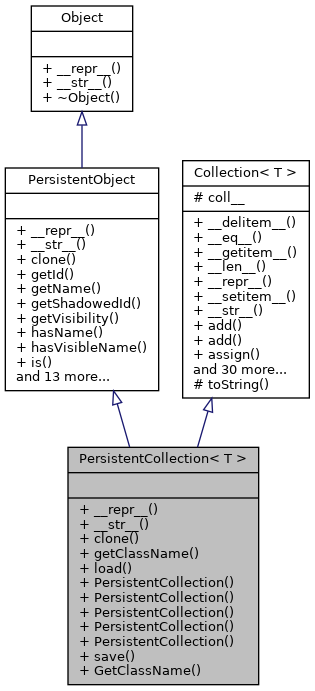 Object
+ __repr__()
+ __str__()
+ ~Object()
PersistentObject
+ __repr__()
+ __str__()
+ clone()
+ getId()
+ getName()
+ getShadowedId()
+ getVisibility()
+ hasName()
+ hasVisibleName()
+ is()
and 13 more...
Collection< T >
# coll__
+ __delitem__()
+ __eq__()
+ __getitem__()
+ __len__()
+ __repr__()
+ __setitem__()
+ __str__()
+ add()
+ add()
+ assign()
and 30 more...
# toString()
PersistentCollection< T >
+ __repr__()
+ __str__()
+ clone()
+ getClassName()
+ load()
+ PersistentCollection()
+ PersistentCollection()
+ PersistentCollection()
+ PersistentCollection()
+ PersistentCollection()
+ save()
+ GetClassName()